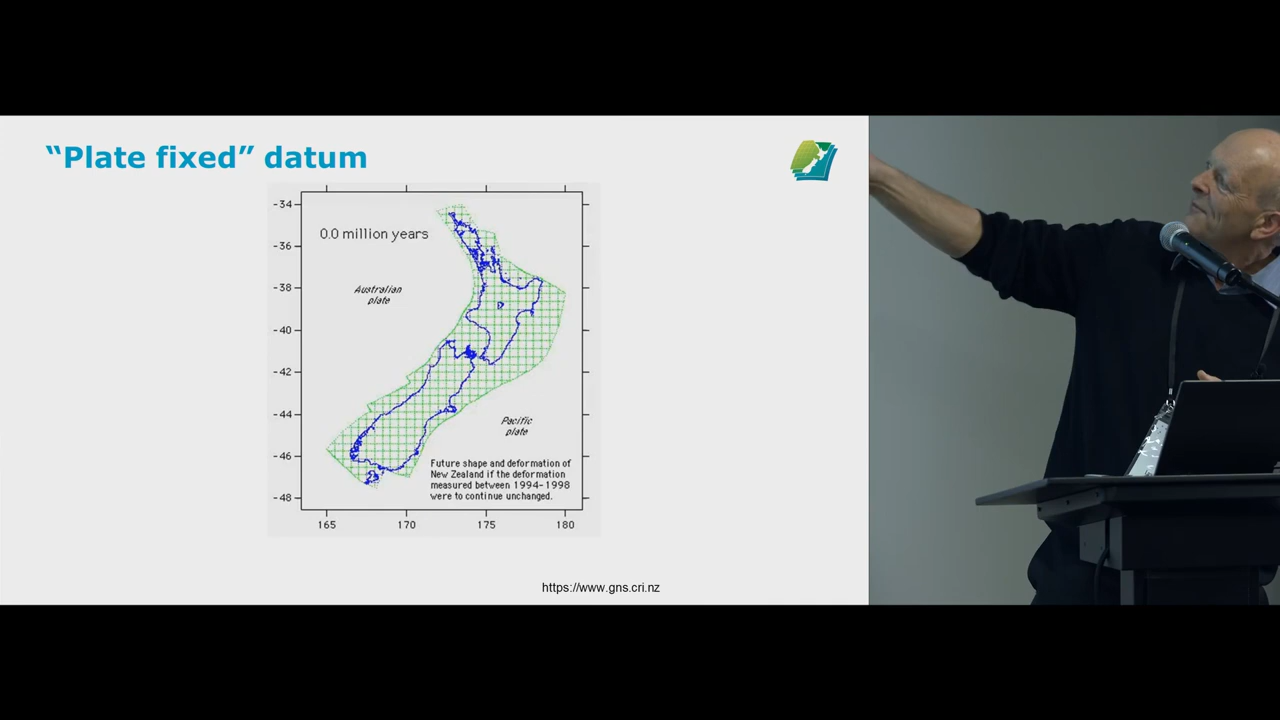 “Plate fixed” datum
0.0 million years
Australian
plate
Pacific
plate
Future shape and deformation of
New Zealand if the deformation
measured between 1994-1998
were to continue unchanged.
-34
-36
-38
-40
-42
-44
-46
-48
165
170
175
180
https://www.gns.cri.nz